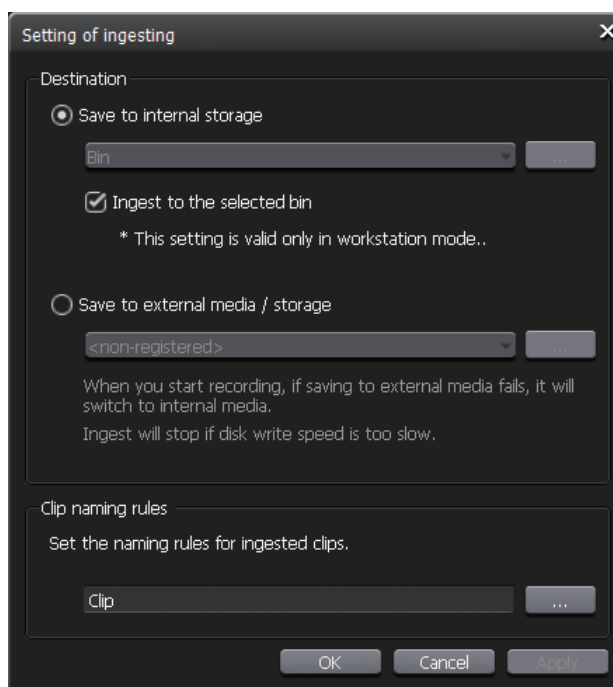 Setting of ingesting
Destination
Save to internal storage
Bin
...
Ingest to the selected bin
* This setting is valid only in workstation mode..
Save to external media / storage
<non-registered>
...
When you start recording, if saving to external media fails, it will
switch to internal media.
Ingest will stop if disk write speed is too slow.
Clip naming rules
Set the naming rules for ingested clips.
Clip
...
OK
Cancel
Apply